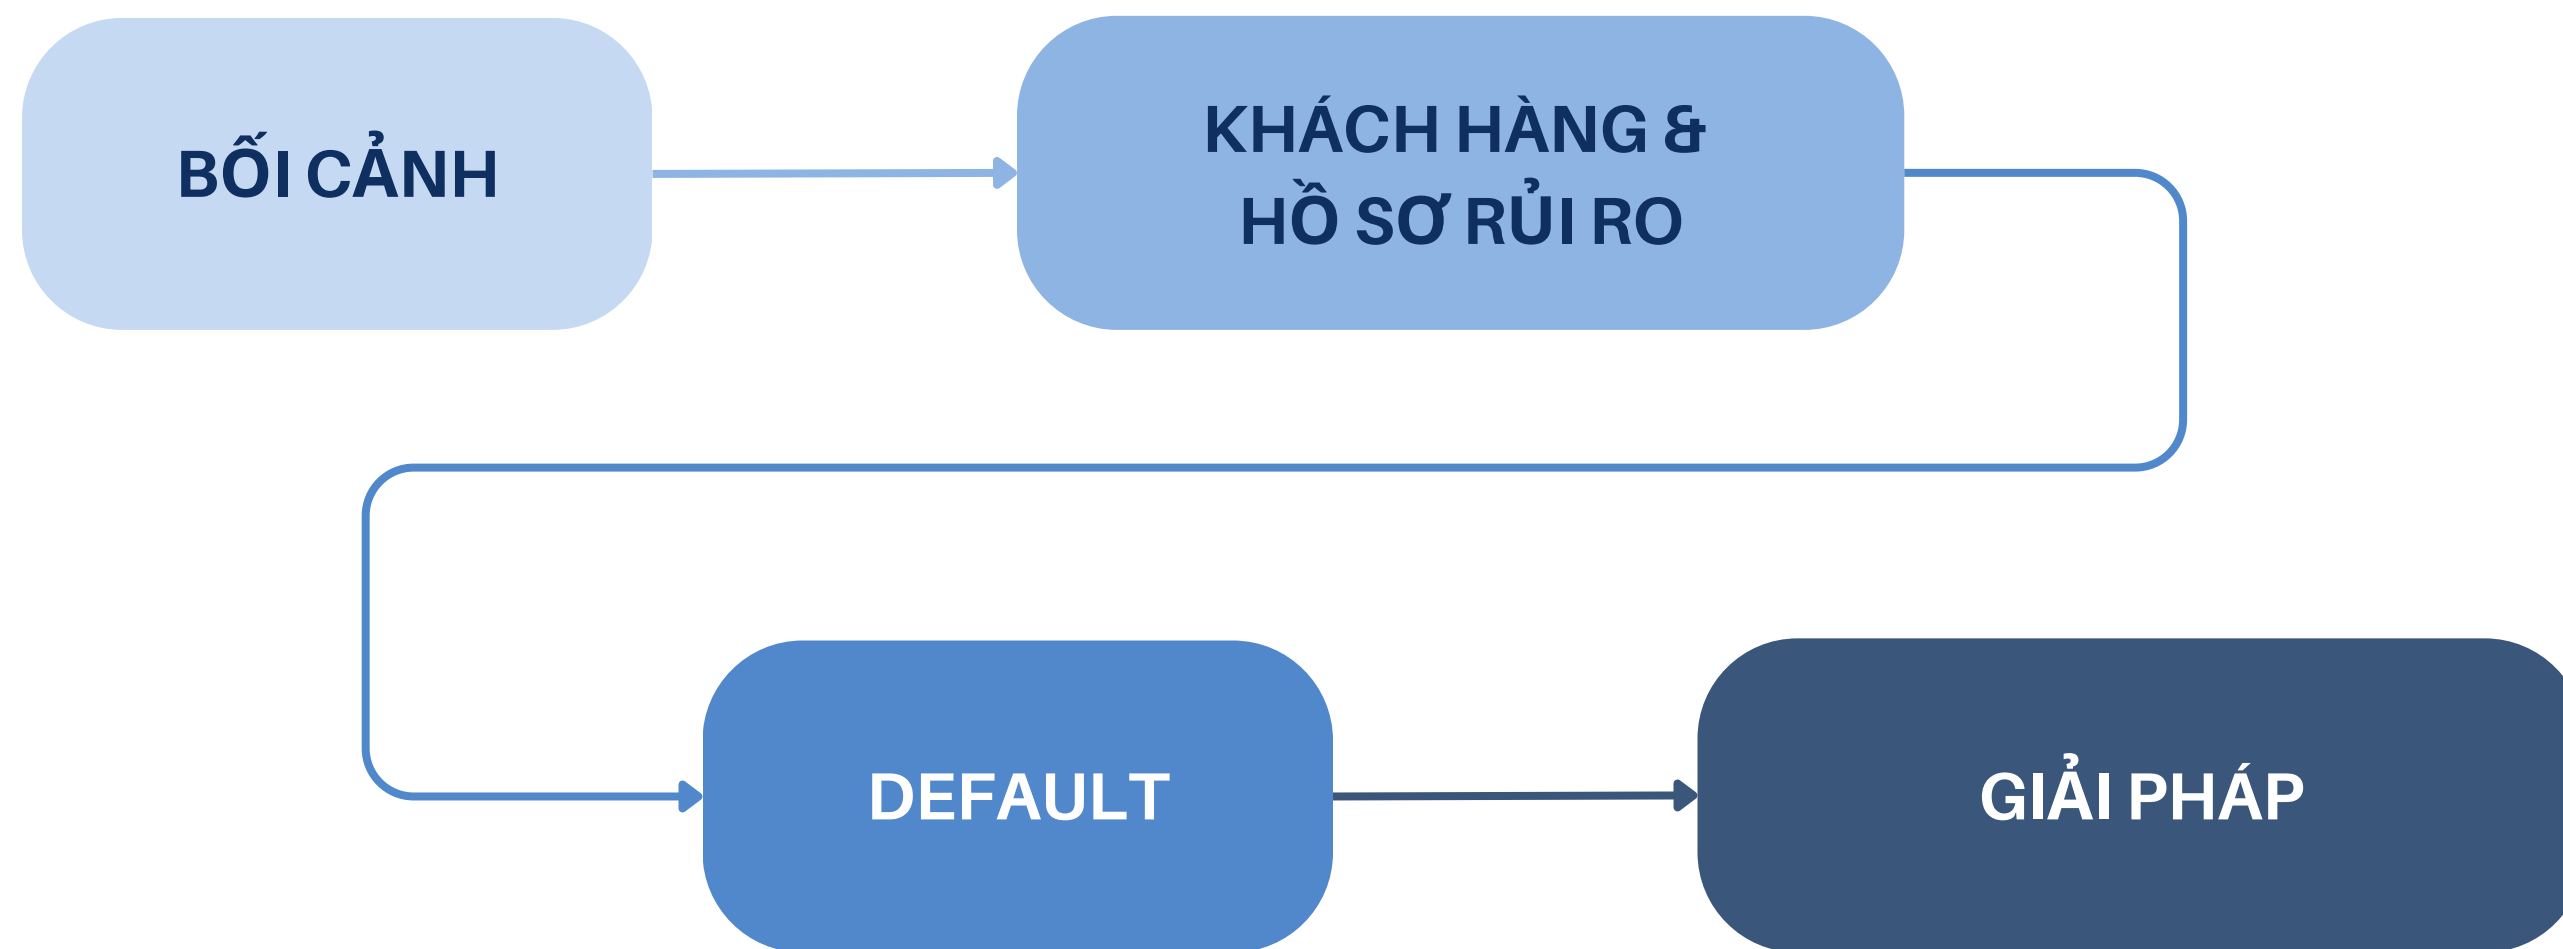 BỐI CẢNH
KHÁCH HÀNG &
HỒ SƠ RỦI RO
DEFAULT
GIẢI PHÁP